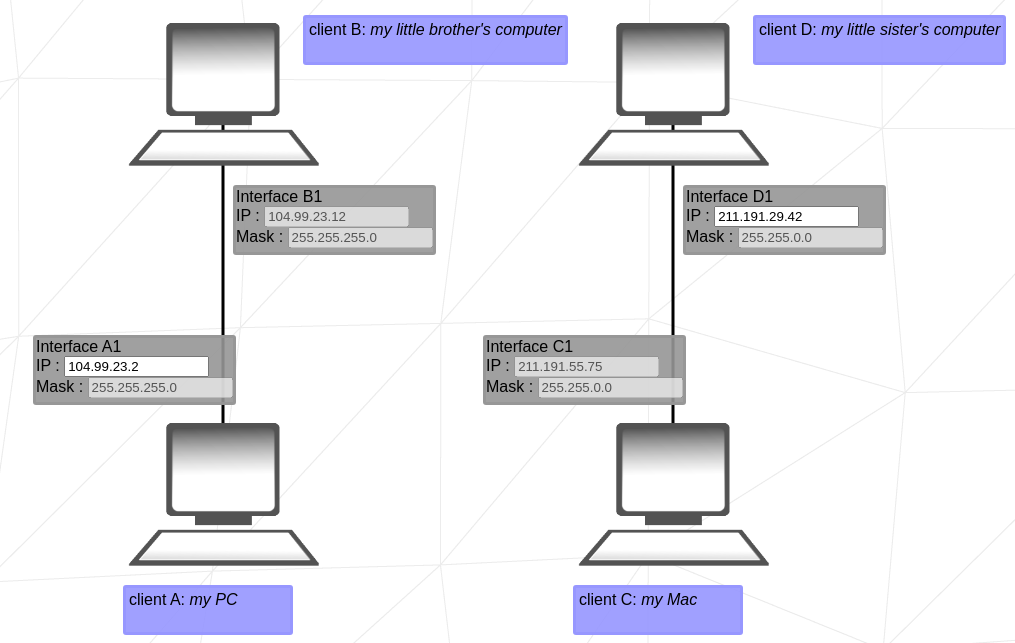 client B: my little brother's computer
client D: my little sister's computer
Interface B1
IP : 104.99.23.12
Mask : 255.255.255.0
Interface D1
IP : 211.191.29.42
Mask : 255.255.0.0
Interface A1
IP : 104.99.23.2
Mask : 255.255.255.0
Interface C1
IP : 211.191.55.75
Mask : 255.255.0.0
client A: my PC
client C: my Mac